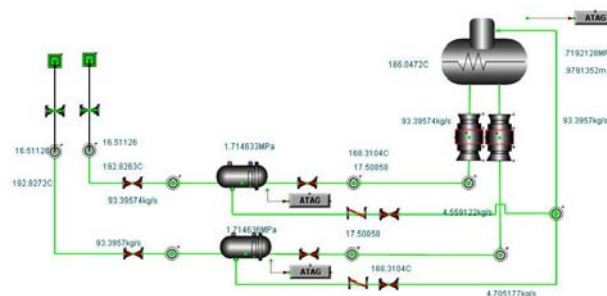 ATAG
.7192128MP
166.0472C
.9791352m
93.39574kg/s
93.3957kg/s
16.51126
16.51126
1.714633MPa
168.3104C
17.50858
192.8263C
192.8272C
ATAG
93.39574kg/s
4.559122kg/s
1.714636MPa
17.50858
93.3957kg/s
168.3104C
ATAG
4.705177kg/s